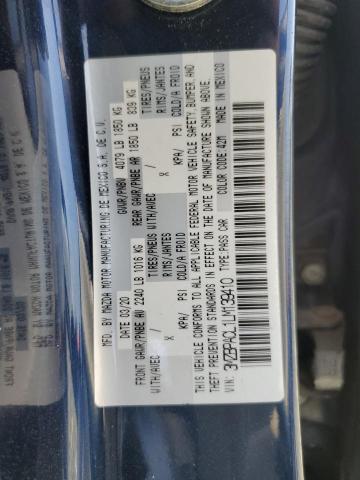 MFD. BY MAZDA MOTOR MANUFACTURING DE MEXICO S.A. DE C.V.
DATE 03/20 GVWR/PNBV 4079 LB 1850 KG
FRONT GAWR/PNBE AV 2240 LB 1016 KG REAR GAWR/PNBE AR 1850 LB 839 KG
WITH/AVEC TIRES/PNEUS WITH/AVEC TIRES/PNEUS
X RIMS/JANTES X RIMS/JANTES
KPA/ PSI COLD/A FROID KPA/ PSI COLD/A FROID
THIS VEHICLE CONFORMS TO ALL APPLICABLE FEDERAL MOTOR VEHICLE SAFETY, BUMPER, AND
THEFT PREVENTION STANDARDS IN EFFECT ON THE DATE OF MANUFACTURE SHOWN ABOVE.
TYPE:PASS CAR COLOR CODE:42M MADE IN MEXICO
VIN: 3MZBPACL1LM139410